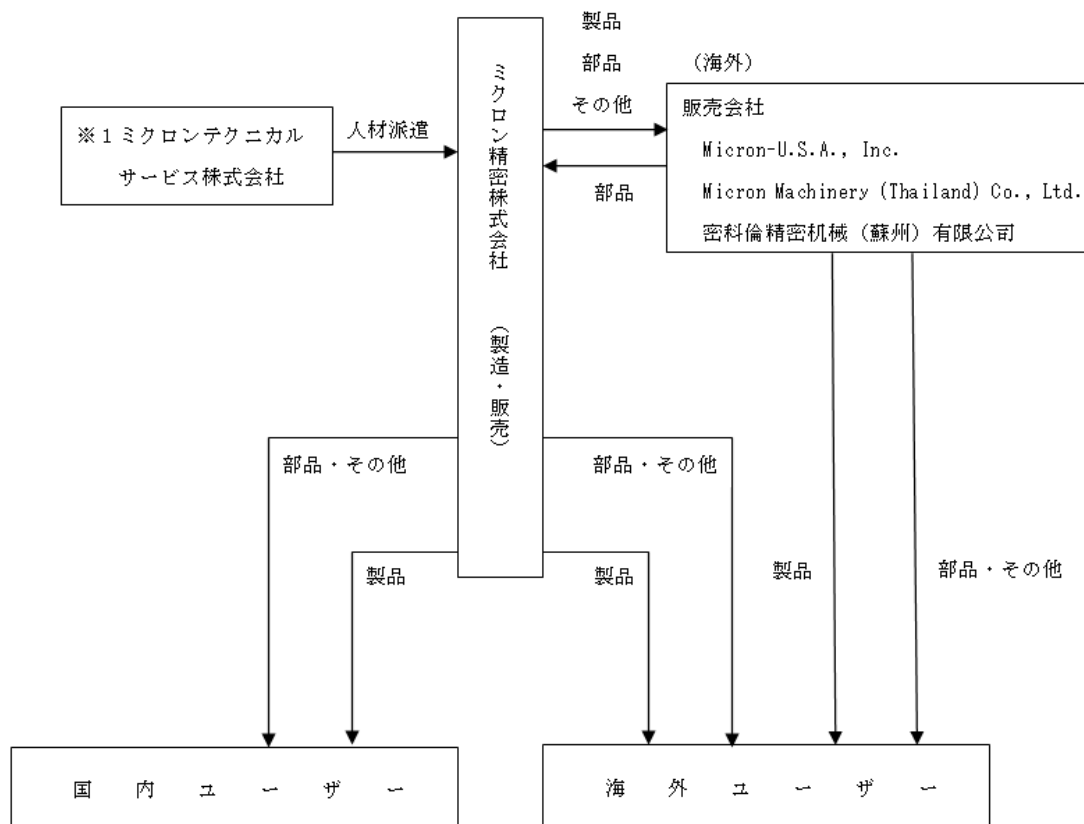 製品
部品
その他
（海外）
販売会社
Micron-U.S.A., Inc.
Micron Machinery (Thailand) Co., Ltd.
密科倫精密机械（蘇州）有限公司
※１ミクロンテクニカル
サービス株式会社
人材派遣
ミクロン精密株式会社　（製造・販売）
部品
部品・その他
部品・その他
製品
製品
製品
部品・その他
国内ユーザー
海外ユーザー